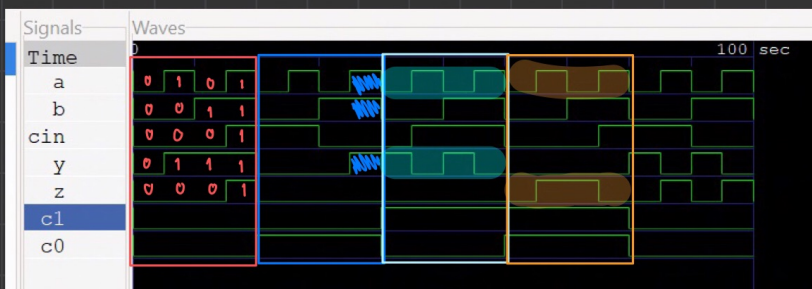 Signals Waves
Time 0 100 sec
a 0 1 0 1
b 0 0 1 1
cin 0 0 0 1
y 0 1 1 1
z 0 0 0 1
c1
c0